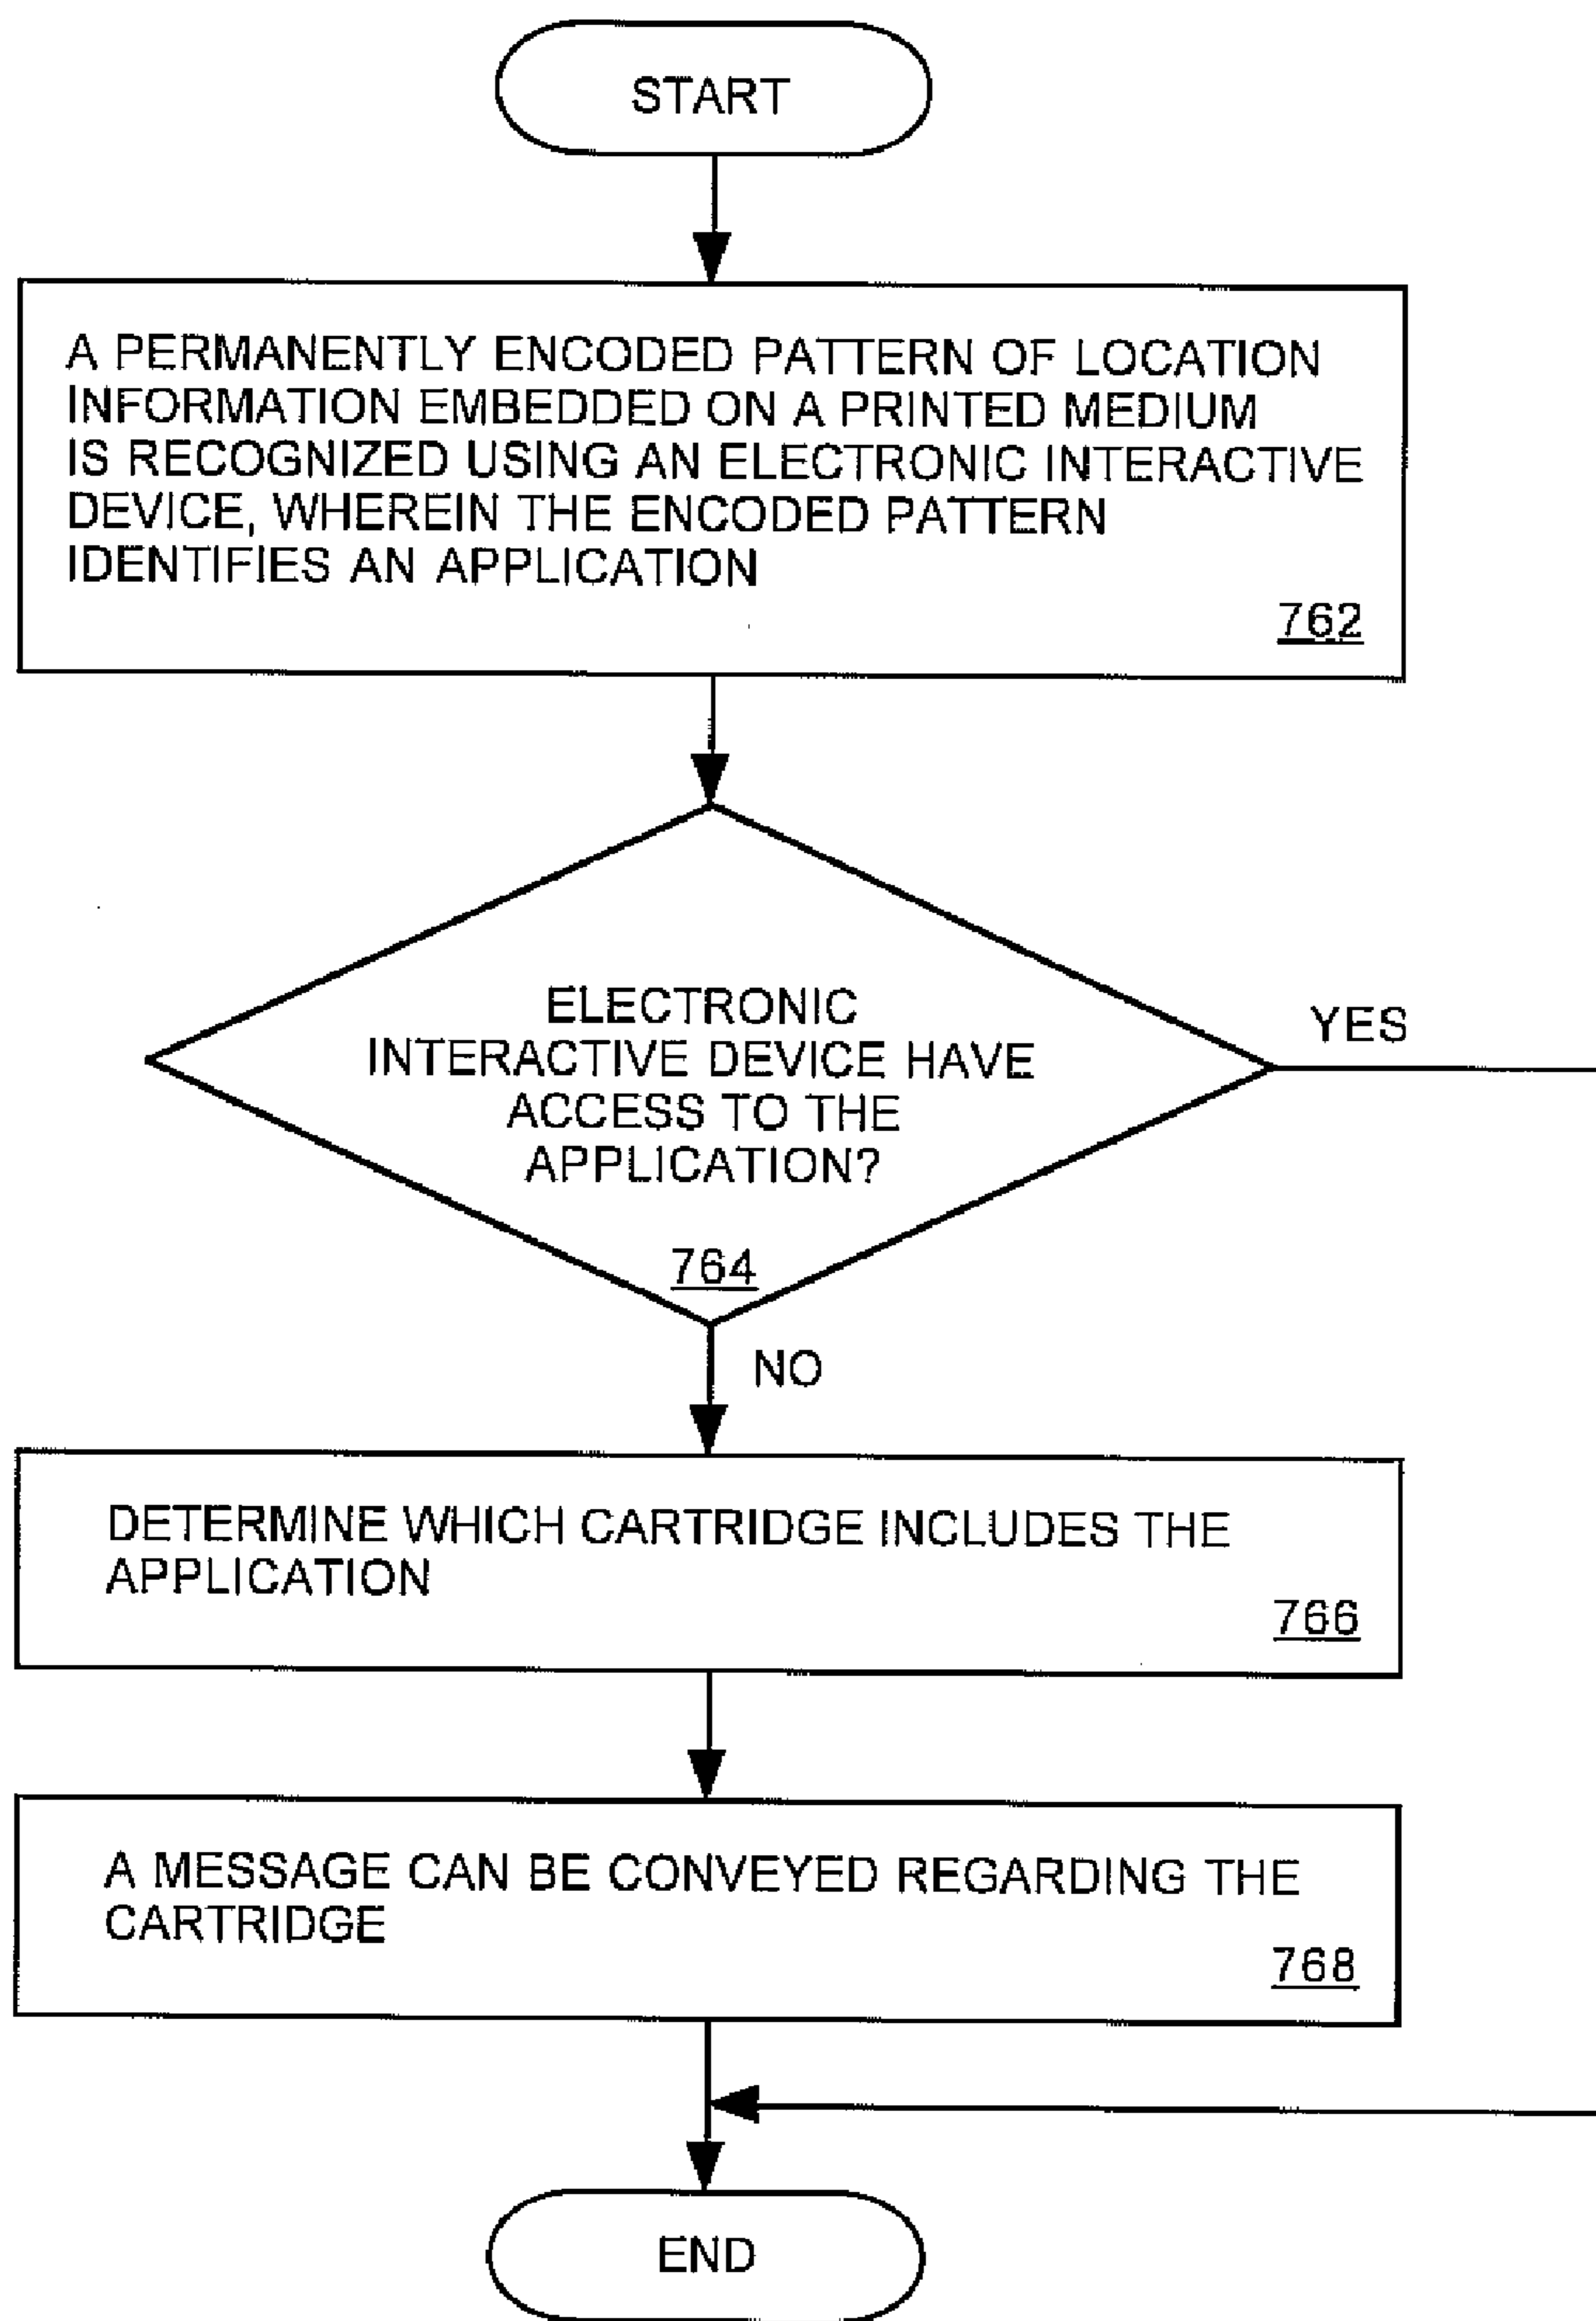 START
A PERMANENTLY ENCODED PATTERN OF LOCATION
INFORMATION EMBEDDED ON A PRINTED MEDIUM
IS RECOGNIZED USING AN ELECTRONIC INTERACTIVE
DEVICE, WHEREIN THE ENCODED PATTERN
IDENTIFIES AN APPLICATION
762
ELECTRONIC
INTERACTIVE DEVICE HAVE
ACCESS TO THE
APPLICATION?
764
YES
NO
DETERMINE WHICH CARTRIDGE INCLUDES THE
APPLICATION
766
A MESSAGE CAN BE CONVEYED REGARDING THE
CARTRIDGE
768
END